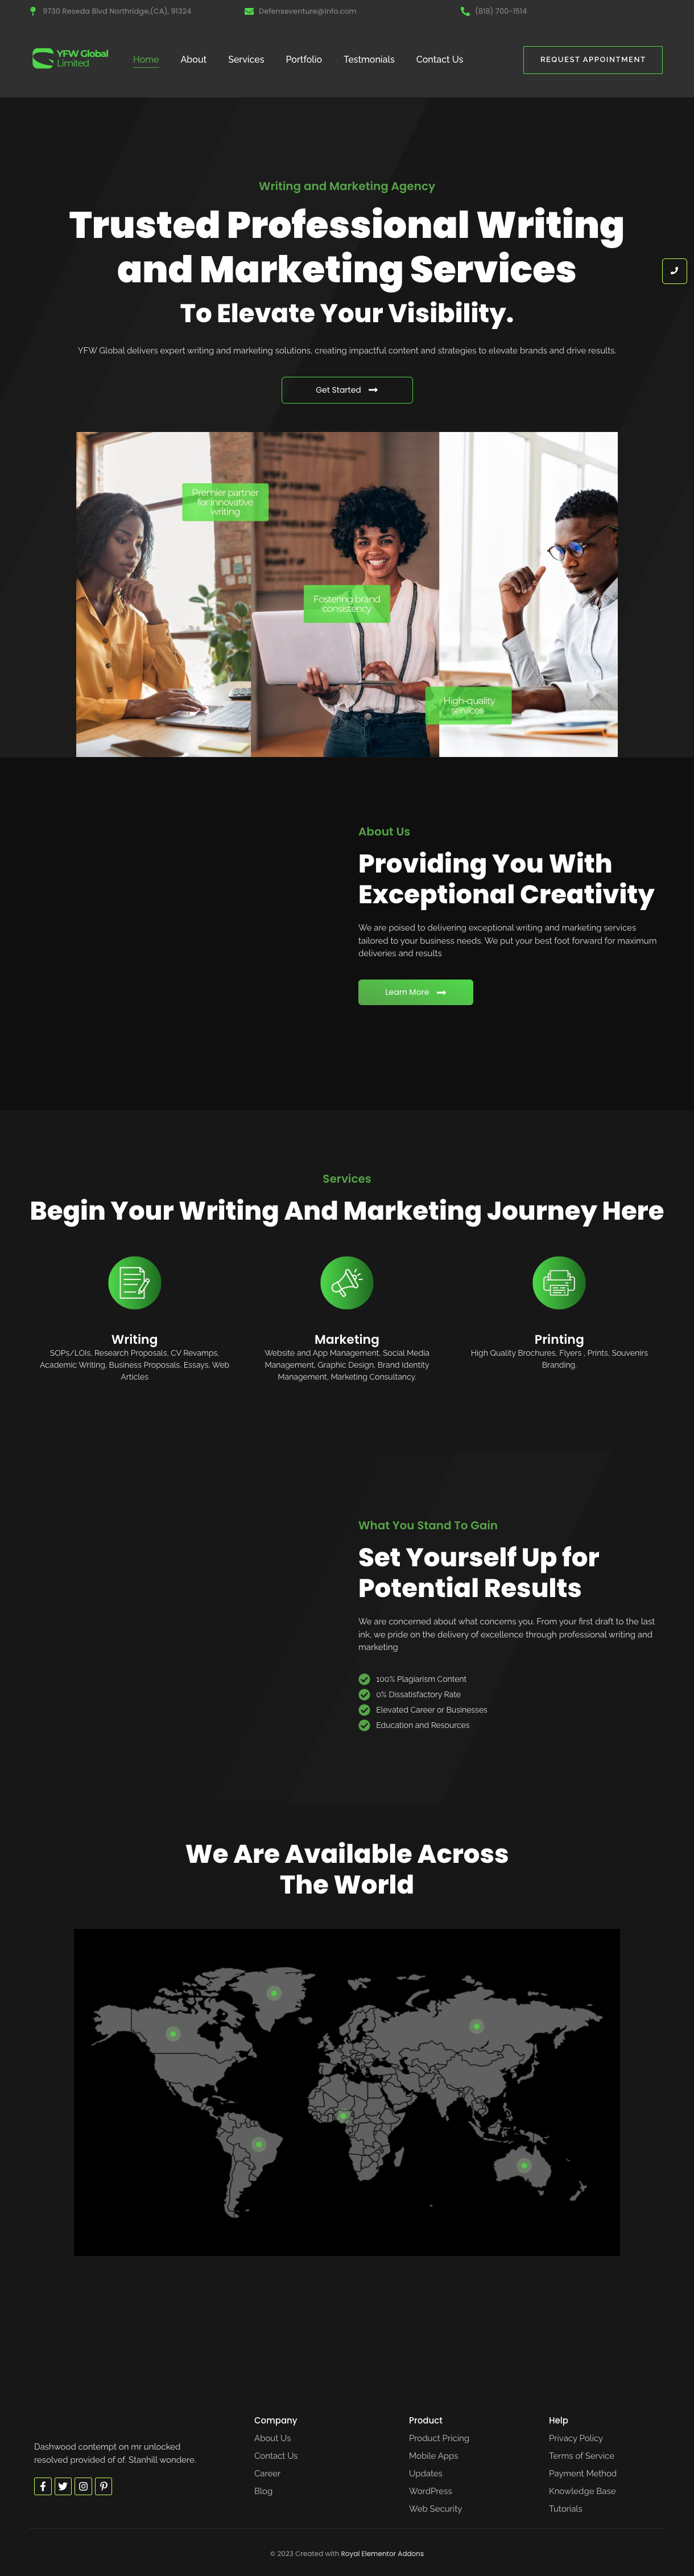 9730 Reseda Blvd Northridge,(CA), 91324
Defenseventure@info.com
(818) 700-1514
YFW Global
Limited
Home
About
Services
Portfolio
Testmonials
Contact Us
REQUEST APPOINTMENT
Writing and Marketing Agency
Trusted Professional Writing
and Marketing Services
To Elevate Your Visibility.
YFW Global delivers expert writing and marketing solutions, creating impactful content and strategies to elevate brands and drive results.
Get Started
Premier partner
for innovative
writing
Fostering brand
consistency
High-quality
services
About Us
Providing You With
Exceptional Creativity
We are poised to delivering exceptional writing and marketing services
tailored to your business needs. We put your best foot forward for maximum
deliveries and results
Learn More
Services
Begin Your Writing And Marketing Journey Here
Writing
SOPs/LOIs, Research Proposals, CV Revamps,
Academic Writing, Business Proposals, Essays, Web
Articles
Marketing
Website and App Management, Social Media
Management, Graphic Design, Brand Identity
Management, Marketing Consultancy.
Printing
High Quality Brochures, Flyers , Prints, Souvenirs
Branding.
What You Stand To Gain
Set Yourself Up for
Potential Results
We are concerned about what concerns you. From your first draft to the last
ink, we pride on the delivery of excellence through professional writing and
marketing
100% Plagiarism Content
0% Dissatisfactory Rate
Elevated Career or Businesses
Education and Resources
We Are Available Across
The World
Dashwood contempt on mr unlocked
resolved provided of of. Stanhill wondere.
Company
About Us
Contact Us
Career
Blog
Product
Product Pricing
Mobile Apps
Updates
WordPress
Web Security
Help
Privacy Policy
Terms of Service
Payment Method
Knowledge Base
Tutorials
© 2023 Created with Royal Elementor Addons